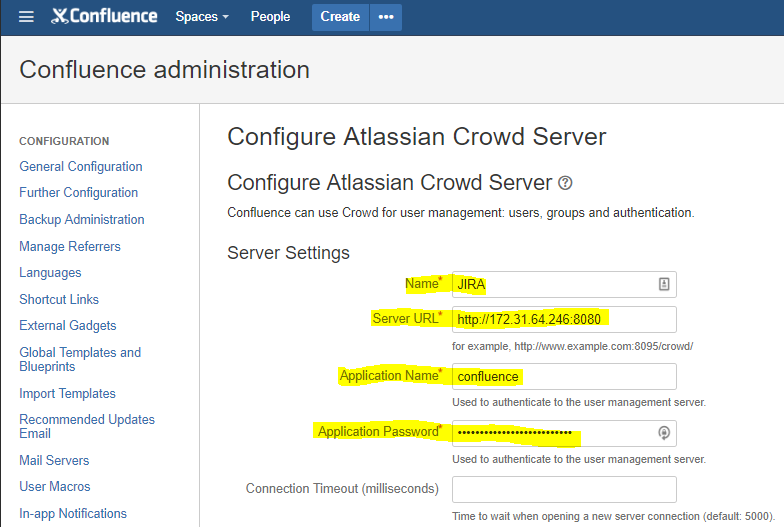 Confluence Spaces People Create •••
Confluence administration
CONFIGURATION
General Configuration
Further Configuration
Backup Administration
Manage Referrers
Languages
Shortcut Links
External Gadgets
Global Templates and
Blueprints
Import Templates
Recommended Updates
Email
Mail Servers
User Macros
In-app Notifications
Configure Atlassian Crowd Server
Configure Atlassian Crowd Server ?
Confluence can use Crowd for user management: users, groups and authentication.
Server Settings
Name* JIRA
Server URL* http://172.31.64.246:8080
for example, http://www.example.com:8095/crowd/
Application Name* confluence
Used to authenticate to the user management server.
Application Password* ••••••••••••••••••••••••••
Used to authenticate to the user management server.
Connection Timeout (milliseconds)
Time to wait when opening a new server connection (default: 5000).